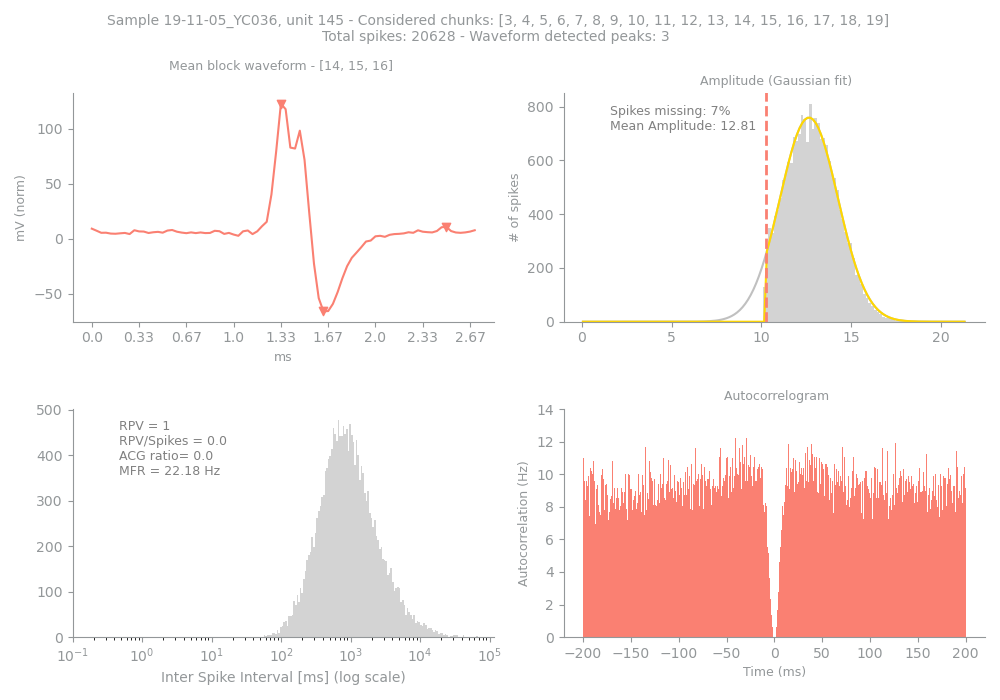 Sample 19-11-05_YC036, unit 145 - Considered chunks: [3, 4, 5, 6, 7, 8, 9, 10, 11, 12, 13, 14, 15, 16, 17, 18, 19]
Total spikes: 20628 - Waveform detected peaks: 3
Mean block waveform - [14, 15, 16]
mV (norm)
100
50
0
−50
0.0 0.33 0.67 1.0 1.33 1.67 2.0 2.33 2.67
ms
Amplitude (Gaussian fit)
Spikes missing: 7%
Mean Amplitude: 12.81
# of spikes
800
600
400
200
0
0 5 10 15 20
500
400
300
200
100
0
RPV = 1
RPV/Spikes = 0.0
ACG ratio= 0.0
MFR = 22.18 Hz
10⁻¹ 10⁰ 10¹ 10² 10³ 10⁴ 10⁵
Inter Spike Interval [ms] (log scale)
Autocorrelogram
Autocorrelation (Hz)
14
12
10
8
6
4
2
0
−200 −150 −100 −50 0 50 100 150 200
Time (ms)